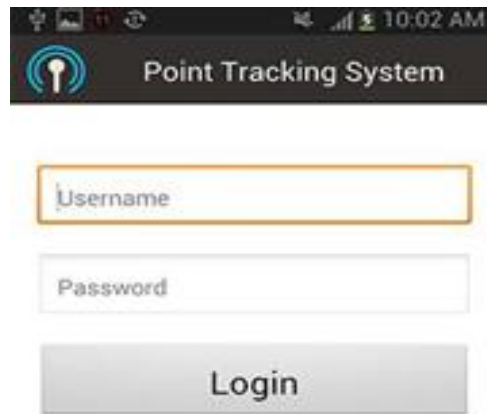 10:02 AM
Point Tracking System
Username
Password
Login